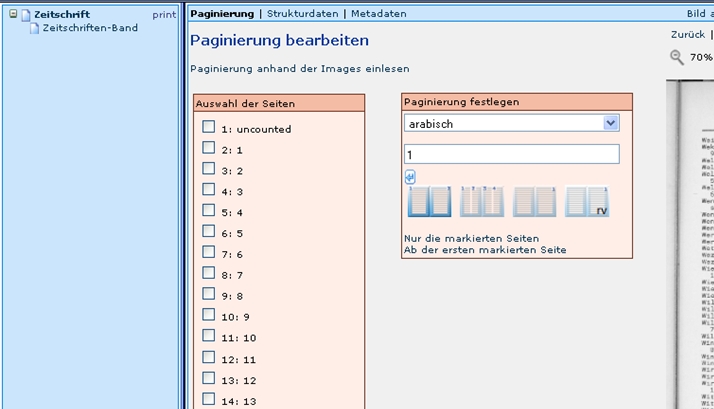 Zeitschrift print
Zeitschriften-Band
Paginierung | Strukturdaten | Metadaten
Bild a
Paginierung bearbeiten
Zurück |
70%
Paginierung anhand der Images einlesen
Auswahl der Seiten
1: uncounted
2: 1
3: 2
4: 3
5: 4
6: 5
7: 6
8: 7
9: 8
10: 9
11: 10
12: 11
13: 12
14: 13
Paginierung festlegen
arabisch
1
rv
Nur die markierten Seiten
Ab der ersten markierten Seite